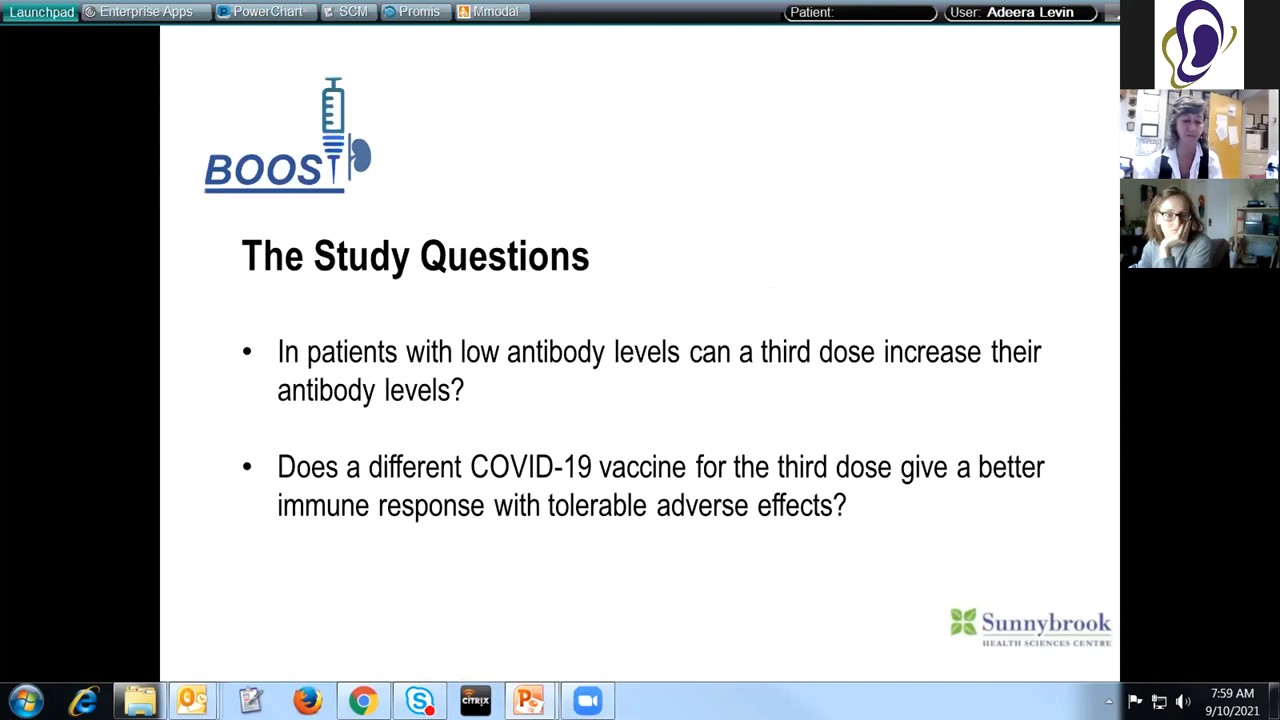 Launchpad Enterprise Apps PowerChart SCM Promis Mmodal Patient: User: Adeera Levin
BOOST
The Study Questions
• In patients with low antibody levels can a third dose increase their
antibody levels?
• Does a different COVID-19 vaccine for the third dose give a better
immune response with tolerable adverse effects?
Sunnybrook
HEALTH SCIENCES CENTRE
CITRIX
7:59 AM
9/10/2021